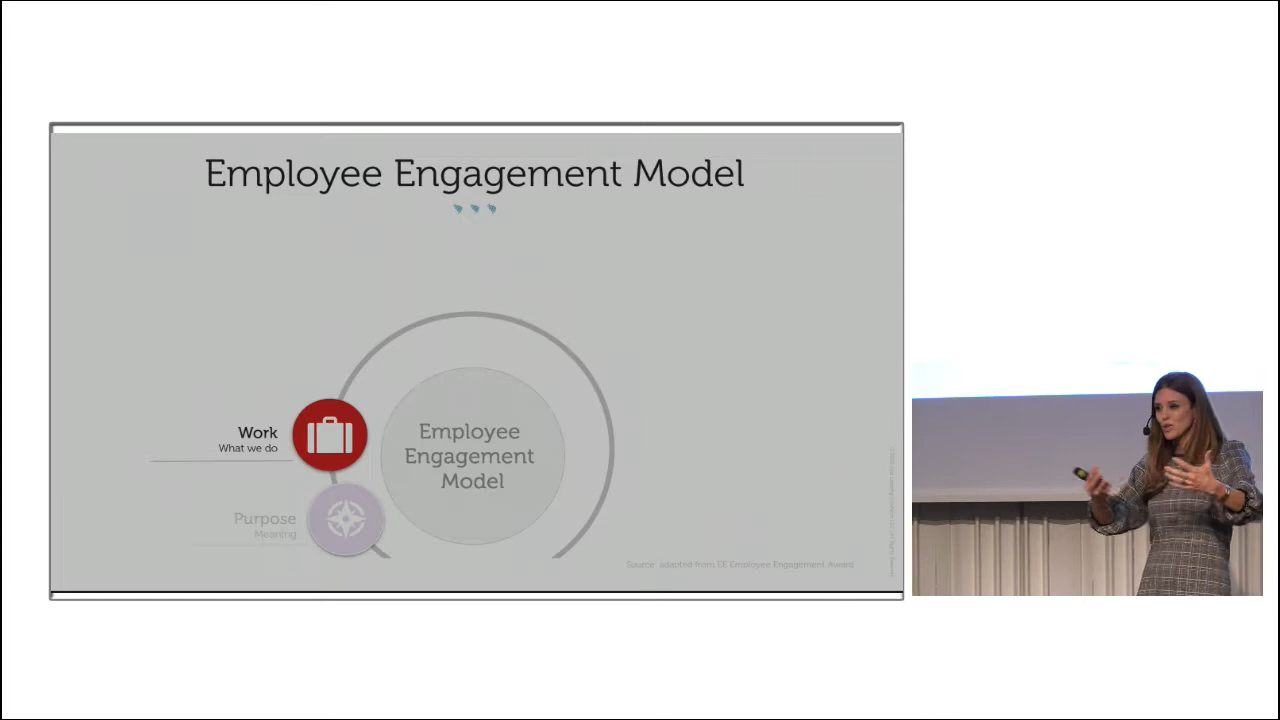 Employee Engagement Model
Work
What we do
Employee
Engagement
Model
Purpose
Meaning
Source: adapted from EE Employee Engagement Award